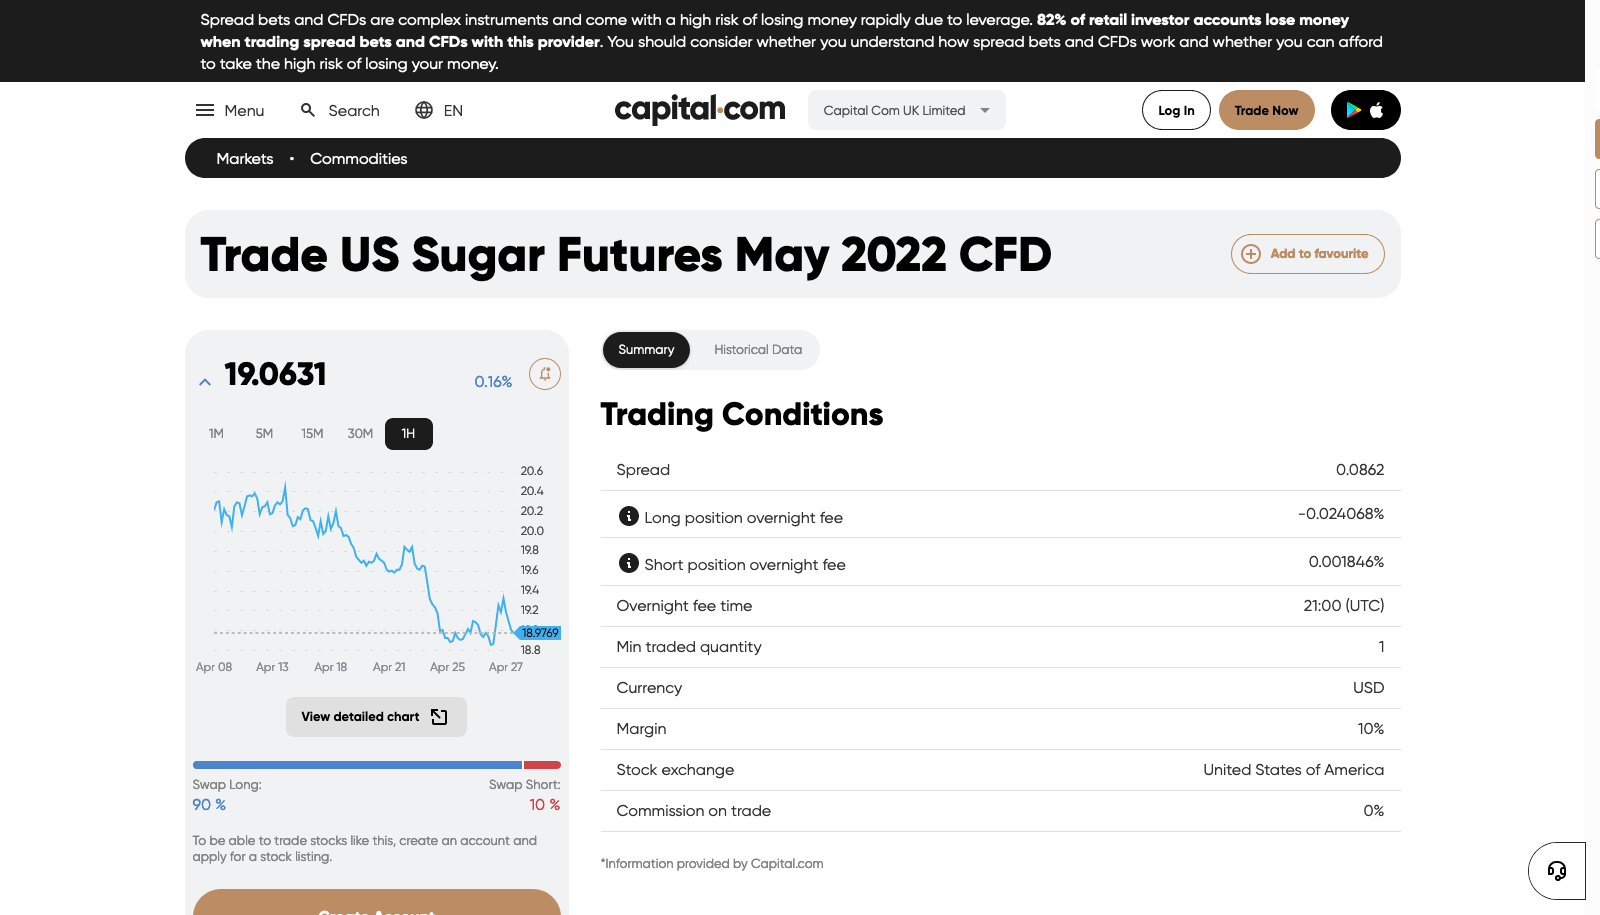 Spread bets and CFDs are complex instruments and come with a high risk of losing money rapidly due to leverage. 82% of retail investor accounts lose money
when trading spread bets and CFDs with this provider. You should consider whether you understand how spread bets and CFDs work and whether you can afford
to take the high risk of losing your money.
Menu
Search
EN
capital.com
Capital Com UK Limited
Log In
Trade Now
Markets
Commodities
Trade US Sugar Futures May 2022 CFD
Add to favourite
19.0631
0.16%
1M
5M
15M
30M
1H
20.6
20.4
20.2
20.0
19.8
19.6
19.4
19.2
18.9769
18.8
Apr 08
Apr 13
Apr 18
Apr 21
Apr 25
Apr 27
View detailed chart
Swap Long:
Swap Short:
90 %
10 %
To be able to trade stocks like this, create an account and
apply for a stock listing.
Create Account
Summary
Historical Data
Trading Conditions
Spread
0.0862
Long position overnight fee
-0.024068%
Short position overnight fee
0.001846%
Overnight fee time
21:00 (UTC)
Min traded quantity
1
Currency
USD
Margin
10%
Stock exchange
United States of America
Commission on trade
0%
*Information provided by Capital.com